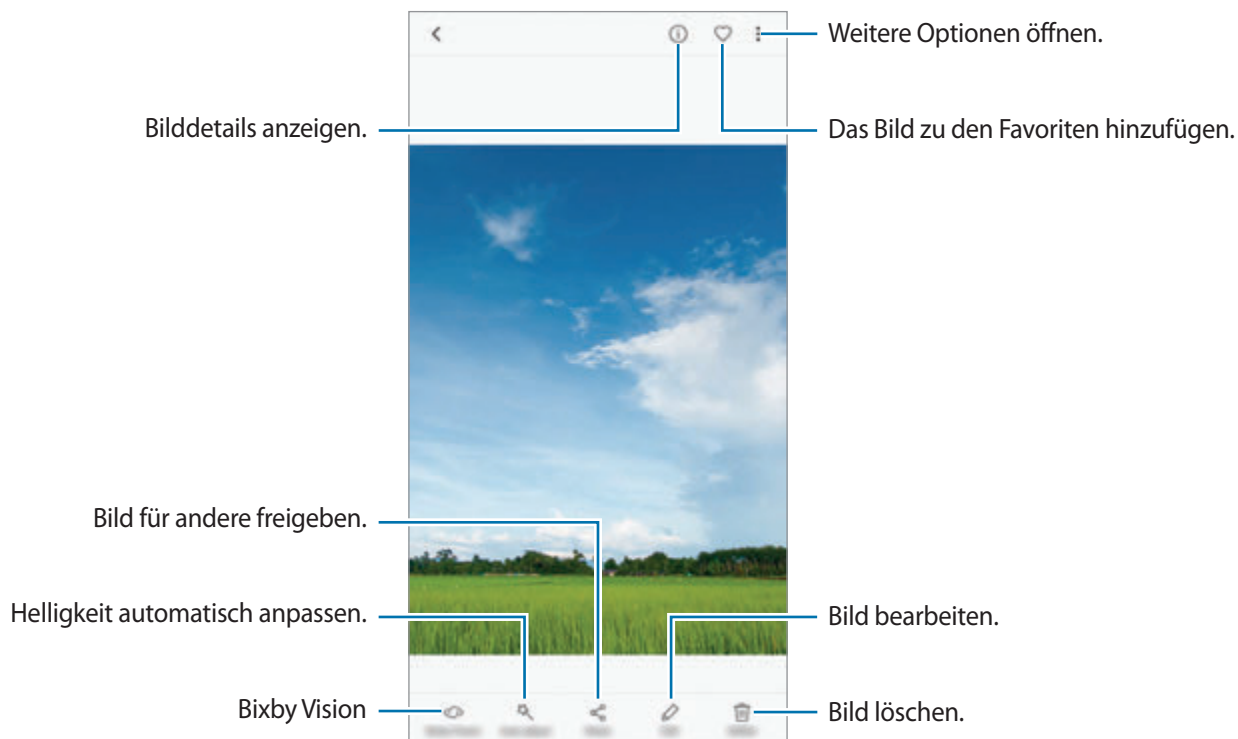 Weitere Optionen öffnen.
Bilddetails anzeigen.
Das Bild zu den Favoriten hinzufügen.
Bild für andere freigeben.
Helligkeit automatisch anpassen.
Bild bearbeiten.
Bixby Vision
Bild löschen.